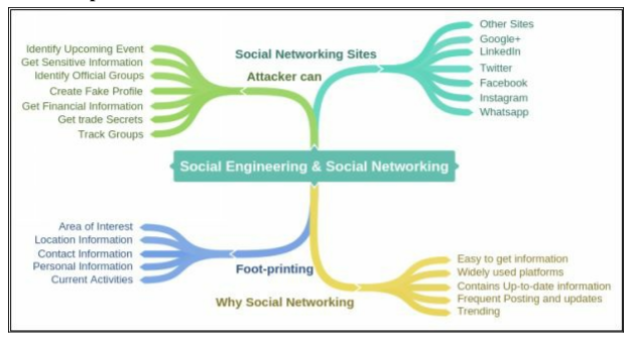 Identify Upcoming Event
Get Sensitive Information
Identify Official Groups
Create Fake Profile
Get Financial Information
Get trade Secrets
Track Groups
Attacker can
Social Networking Sites
Other Sites
Google+
LinkedIn
Twitter
Facebook
Instagram
Whatsapp
Social Engineering & Social Networking
Area of Interest
Location Information
Contact Information
Personal Information
Current Activities
Foot-printing
Why Social Networking
Easy to get information
Widely used platforms
Contains Up-to-date information
Frequent Posting and updates
Trending